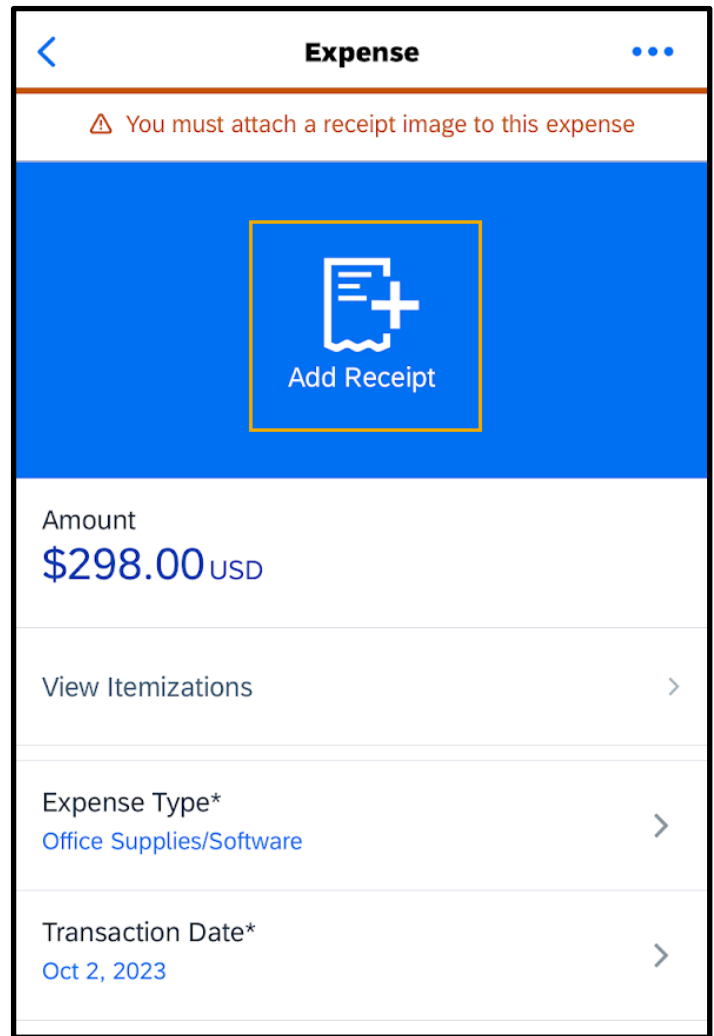 Expense
You must attach a receipt image to this expense
Add Receipt
Amount
$298.00 USD
View Itemizations
Expense Type*
Office Supplies/Software
Transaction Date*
Oct 2, 2023